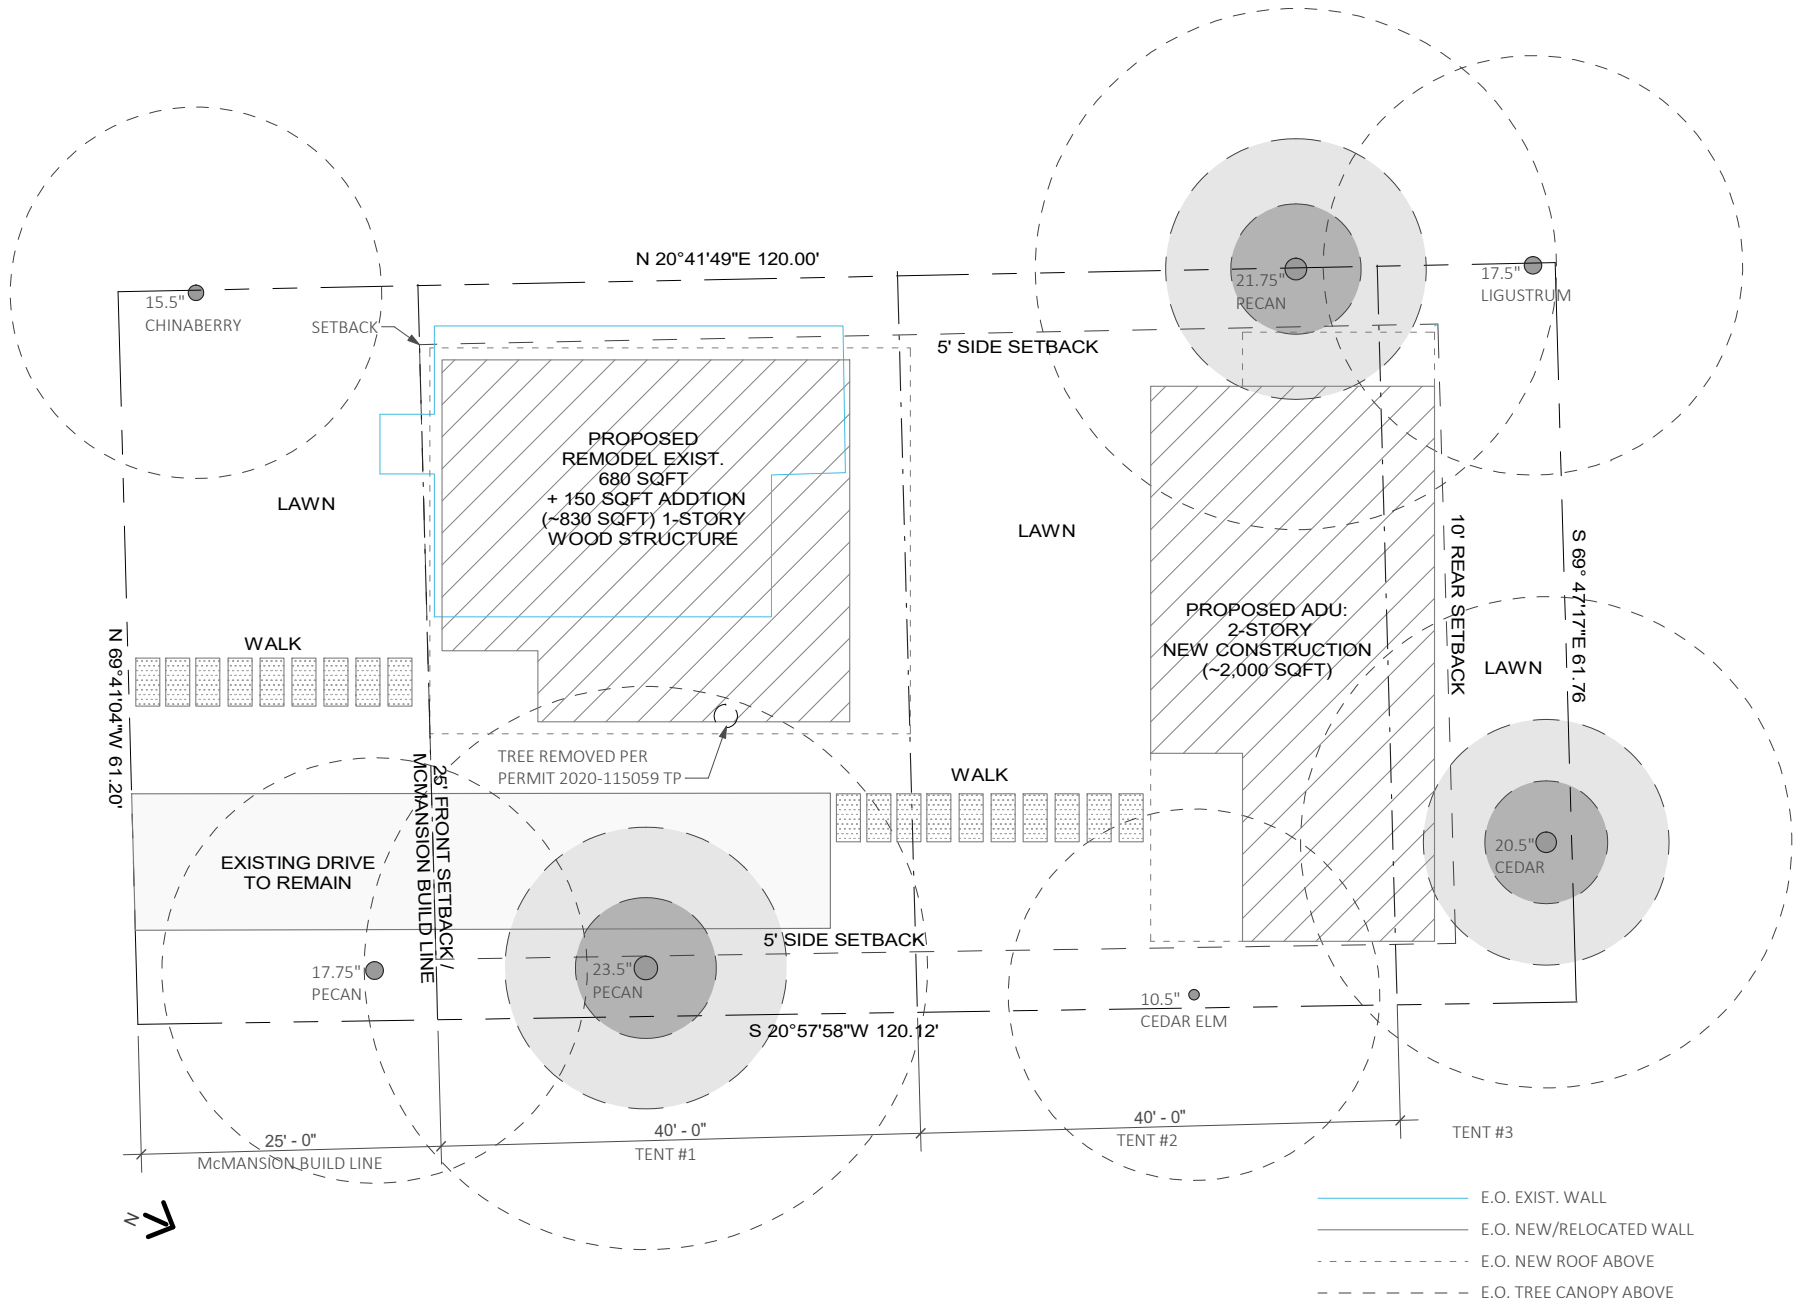 N 20°41'49"E 120.00'
15.5"
CHINABERRY
SETBACK
21.75"
PECAN
17.5"
LIGUSTRUM
5' SIDE SETBACK
PROPOSED
REMODEL EXIST.
680 SQFT
+ 150 SQFT ADDTION
(~830 SQFT) 1-STORY
WOOD STRUCTURE
LAWN
LAWN
10' REAR SETBACK
S 69° 47'17"E 61.76
PROPOSED ADU:
2-STORY
NEW CONSTRUCTION
(~2,000 SQFT)
LAWN
N 69°41'04"W 61.20'
WALK
TREE REMOVED PER
PERMIT 2020-115059 TP
WALK
25' FRONT SETBACK /
MCMANSION BUILD LINE
EXISTING DRIVE
TO REMAIN
20.5"
CEDAR
5' SIDE SETBACK
17.75"
PECAN
23.5"
PECAN
10.5"
CEDAR ELM
S 20°57'58"W 120.12'
25' - 0"
McMANSION BUILD LINE
40' - 0"
TENT #1
40' - 0"
TENT #2
TENT #3
N
E.O. EXIST. WALL
E.O. NEW/RELOCATED WALL
E.O. NEW ROOF ABOVE
E.O. TREE CANOPY ABOVE